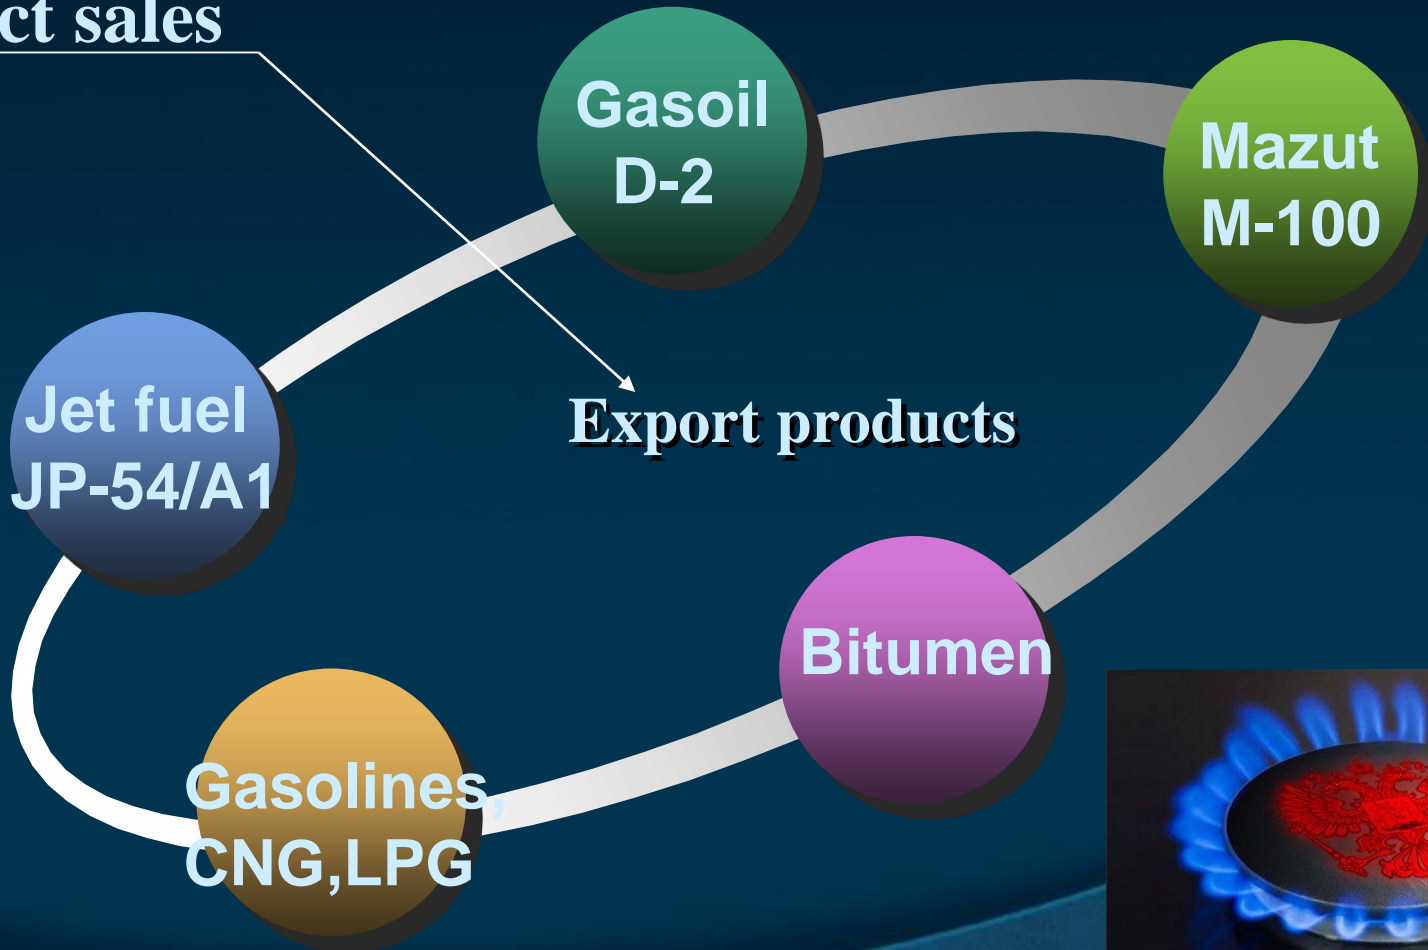 ct sales
Gasoil
D-2
Mazut
M-100
Jet fuel
JP-54/A1
Export products
Bitumen
Gasolines,
CNG,LPG